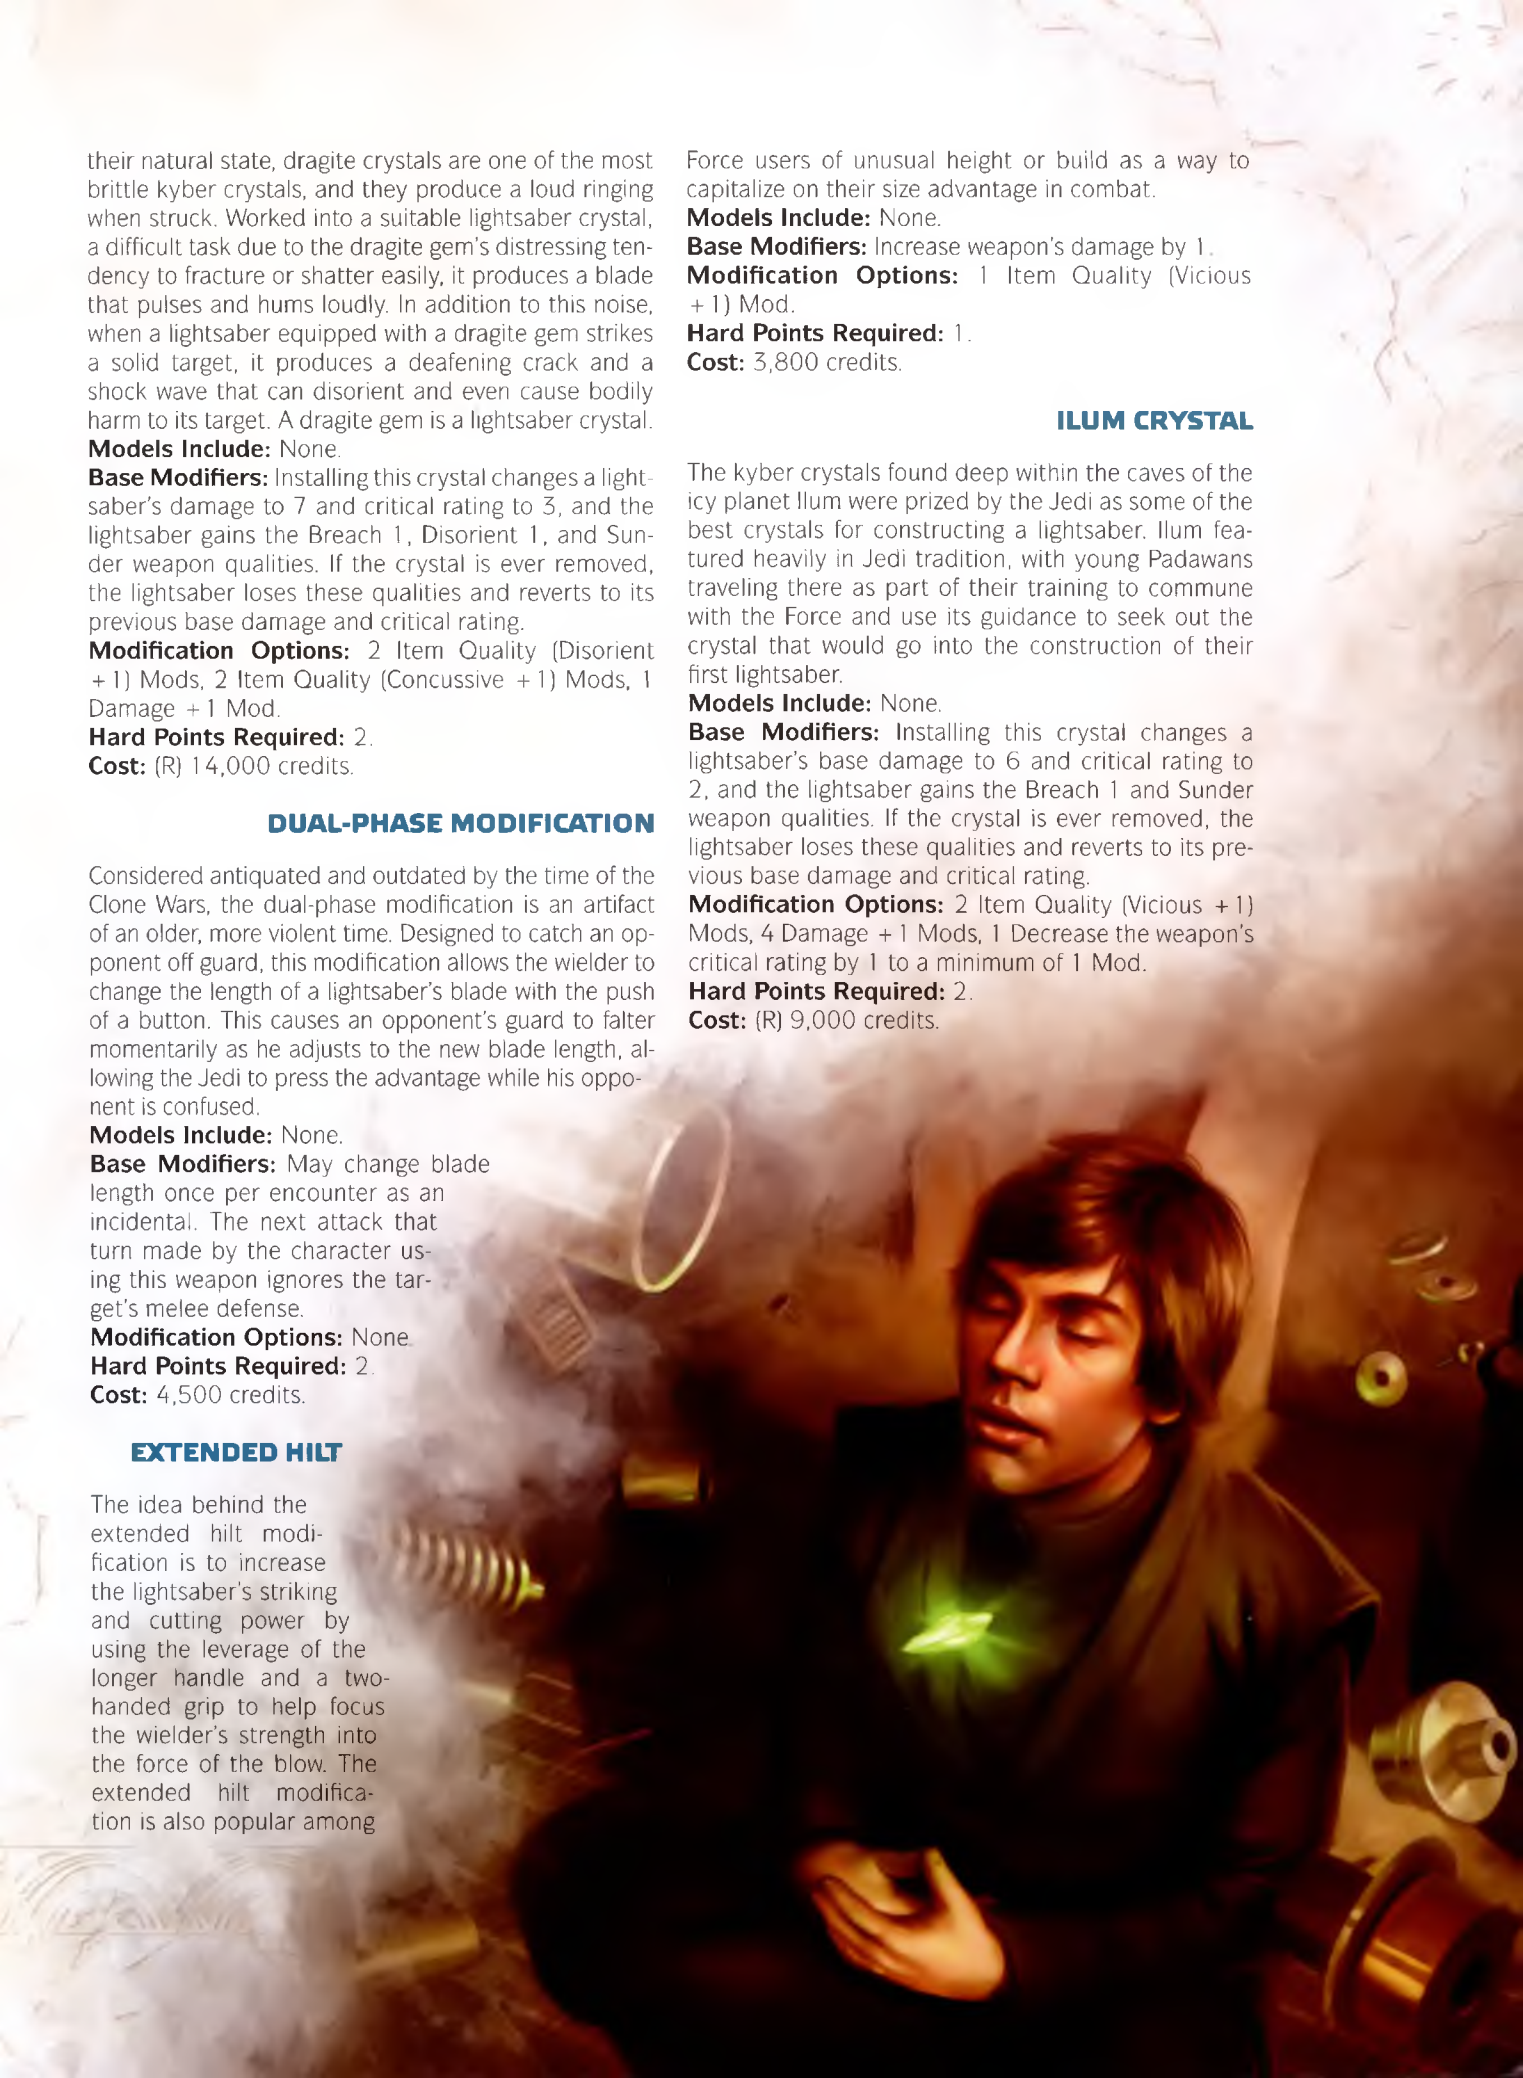 their natural state, dragite crystals are one of the most
brittle kyber crystals, and they produce a loud ringing
when struck. Worked into a suitable lightsaber crystal,
a difficult task due to the dragite gem's distressing ten-
dency to fracture or shatter easily, it produces a blade
that pulses and hums loudly. In addition to this noise,
when a lightsaber equipped with a dragite gem strikes
a solid target, it produces a deafening crack and a
shock wave that can disorient and even cause bodily
harm to its target. A dragite gem is a lightsaber crystal.
Models Include: None.
Base Modifiers: Installing this crystal changes a light-
saber's damage to 7 and critical rating to 3, and the
lightsaber gains the Breach 1, Disorient 1, and Sun-
der weapon qualities. If the crystal is ever removed,
the lightsaber loses these qualities and reverts to its
previous base damage and critical rating.
Modification Options: 2 Item Quality (Disorient
+1) Mods, 2 Item Quality (Concussive +1) Mods, 1
Damage +1 Mod.
Hard Points Required: 2.
Cost: (R) 14,000 credits.
DUAL-PHASE MODIFICATION
Considered antiquated and outdated by the time of the
Clone Wars, the dual-phase modification is an artifact
of an older, more violent time. Designed to catch an op-
ponent off guard, this modification allows the wielder to
change the length of a lightsaber's blade with the push
of a button. This causes an opponent's guard to falter
momentarily as he adjusts to the new blade length, al-
lowing the Jedi to press the advantage while his oppo-
nent is confused.
Models Include: None.
Base Modifiers: May change blade
length once per encounter as an
incidental. The next attack that
turn made by the character us-
ing this weapon ignores the tar-
get's melee defense.
Modification Options: None.
Hard Points Required: 2.
Cost: 4,500 credits.
EXTENDED HILT
The idea behind the
extended hilt modi-
fication is to increase
the lightsaber's striking
and cutting power by
using the leverage of the
longer handle and a two-
handed grip to help focus
the wielder's strength into
the force of the blow. The
extended hilt modifica-
tion is also popular among
Force users of unusual height or build as a way to
capitalize on their size advantage in combat.
Models Include: None.
Base Modifiers: Increase weapon's damage by 1.
Modification Options: 1 Item Quality (Vicious
+1) Mod.
Hard Points Required: 1.
Cost: 3,800 credits.
ILUM CRYSTAL
The kyber crystals found deep within the caves of the
icy planet Ilum were prized by the Jedi as some of the
best crystals for constructing a lightsaber. Ilum fea-
tured heavily in Jedi tradition, with young Padawans
traveling there as part of their training to commune
with the Force and use its guidance to seek out the
crystal that would go into the construction of their
first lightsaber.
Models Include: None.
Base Modifiers: Installing this crystal changes a
lightsaber's base damage to 6 and critical rating to
2, and the lightsaber gains the Breach 1 and Sunder
weapon qualities. If the crystal is ever removed, the
lightsaber loses these qualities and reverts to its pre-
vious base damage and critical rating.
Modification Options: 2 Item Quality (Vicious +1)
Mods, 4 Damage +1 Mods, 1 Decrease the weapon's
critical rating by 1 to a minimum of 1 Mod.
Hard Points Required: 2.
Cost: (R) 9,000 credits.